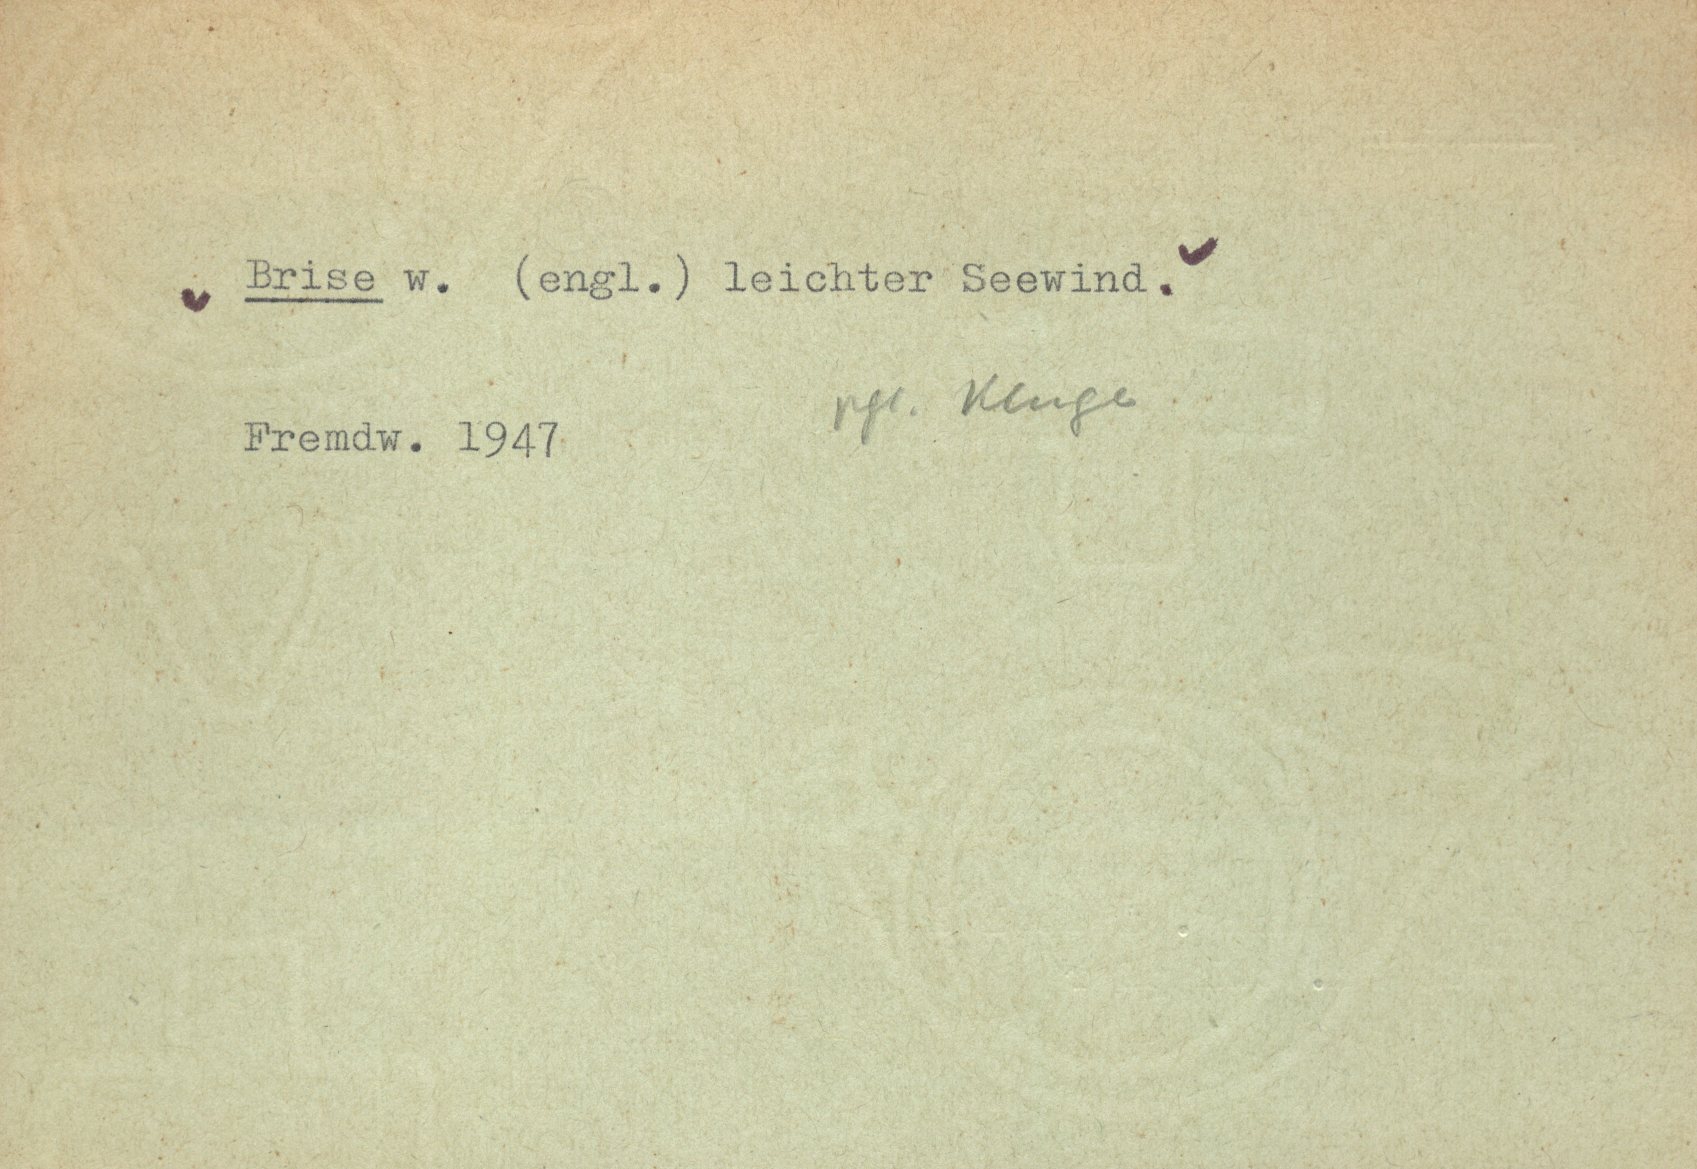 Brise w. (engl.) leichter Seewind.
vgl. Kluge
Fremdw. 1947